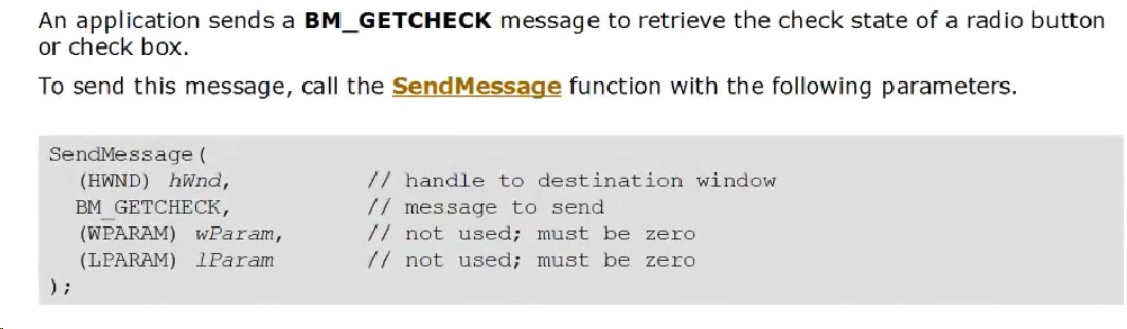 An application sends a BM_GETCHECK message to retrieve the check state of a radio button
or check box.
To send this message, call the SendMessage function with the following parameters.
SendMessage(
(HWND) hWnd, // handle to destination window
BM_GETCHECK, // message to send
(WPARAM) wParam, // not used; must be zero
(LPARAM) lParam // not used; must be zero
);